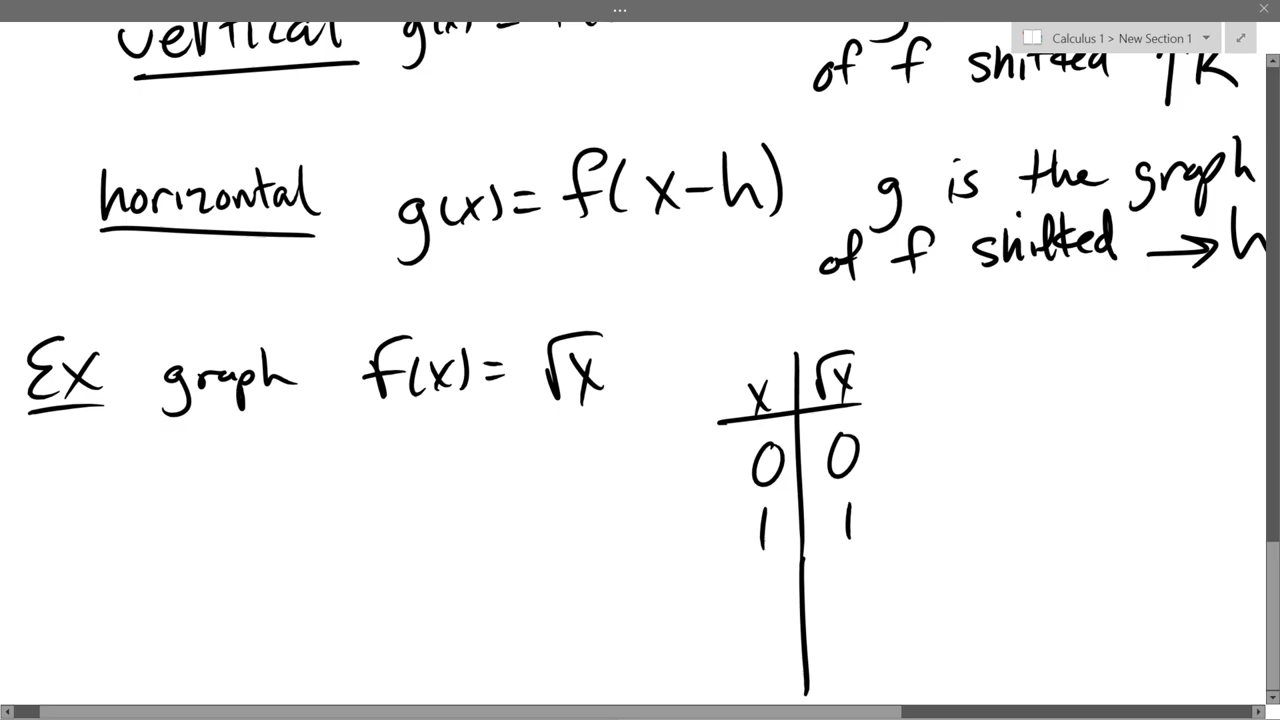 ...
Calculus 1 > New Section 1
vertical g(x) =
of f shifted ↑ k
horizontal g(x) = f(x-h) g is the graph
of f shifted → h
Ex graph f(x) = √x
x √x
0 0
1 1